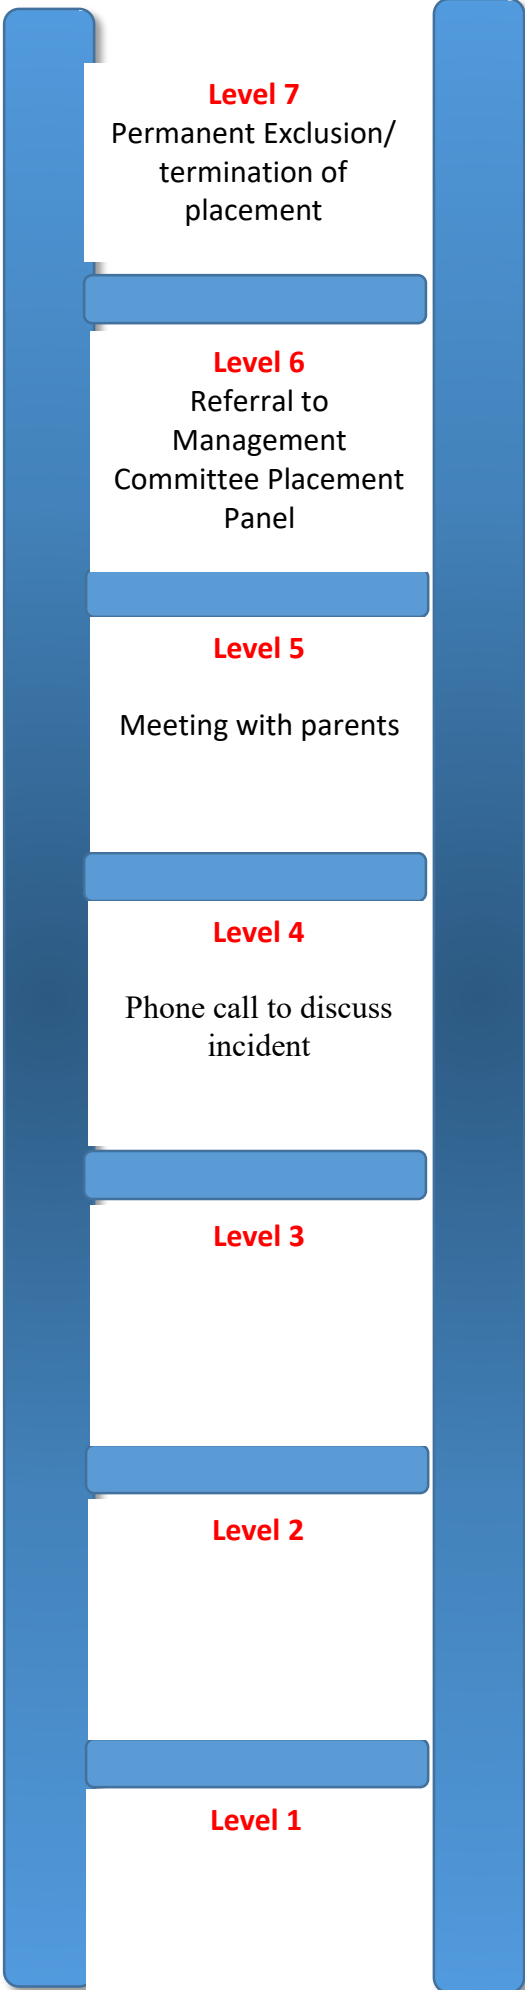 Level 7
Permanent Exclusion/
termination of
placement
Level 6
Referral to
Management
Committee Placement
Panel
Level 5
Meeting with parents
Level 4
Phone call to discuss
incident
Level 3
Level 2
Level 1